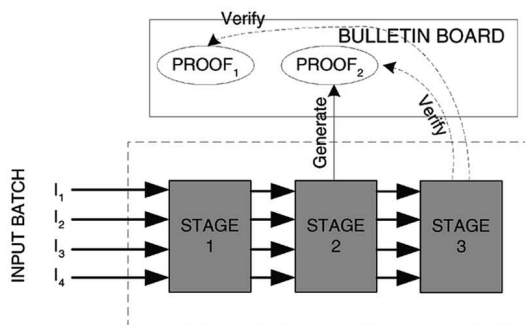 Verify
BULLETIN BOARD
PROOF1
PROOF2
Generate
Verify
INPUT BATCH
I1
I2
I3
I4
STAGE
1
STAGE
2
STAGE
3